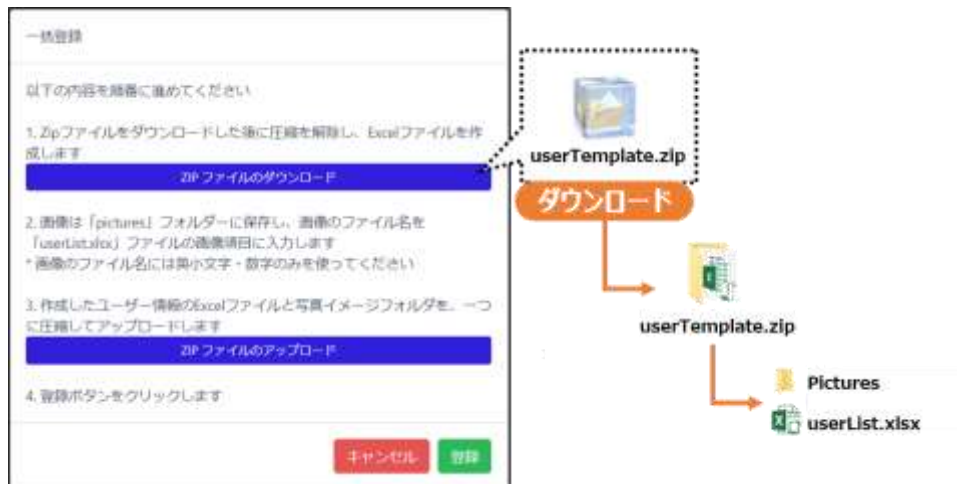 一括登録
以下の内容を順番に進めてください
1. Zipファイルをダウンロードした後に圧縮を解除し、Excelファイルを作
成します
ZIP ファイルのダウンロード
2. 画像は「pictures」フォルダーに保存し、画像のファイル名を
「userList.xlsx」ファイルの画像項目に入力します
* 画像のファイル名には英小文字・数字のみを使ってください
3. 作成したユーザー情報のExcelファイルと写真イメージフォルダを、一つ
に圧縮してアップロードします
ZIP ファイルのアップロード
4. 登録ボタンをクリックします
キャンセル
登録
userTemplate.zip
ダウンロード
userTemplate.zip
Pictures
userList.xlsx